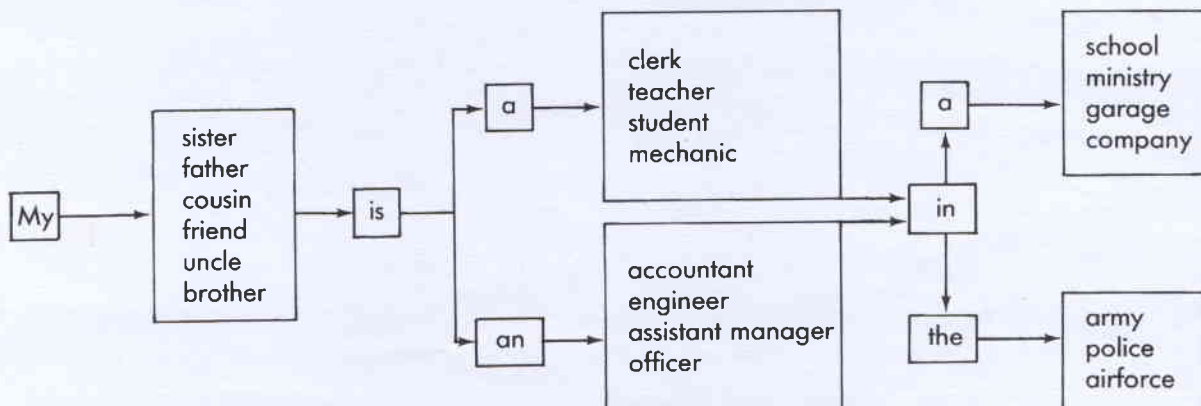 My
sister
father
cousin
friend
uncle
brother
is
a
clerk
teacher
student
mechanic
an
accountant
engineer
assistant manager
officer
in
a
school
ministry
garage
company
the
army
police
airforce